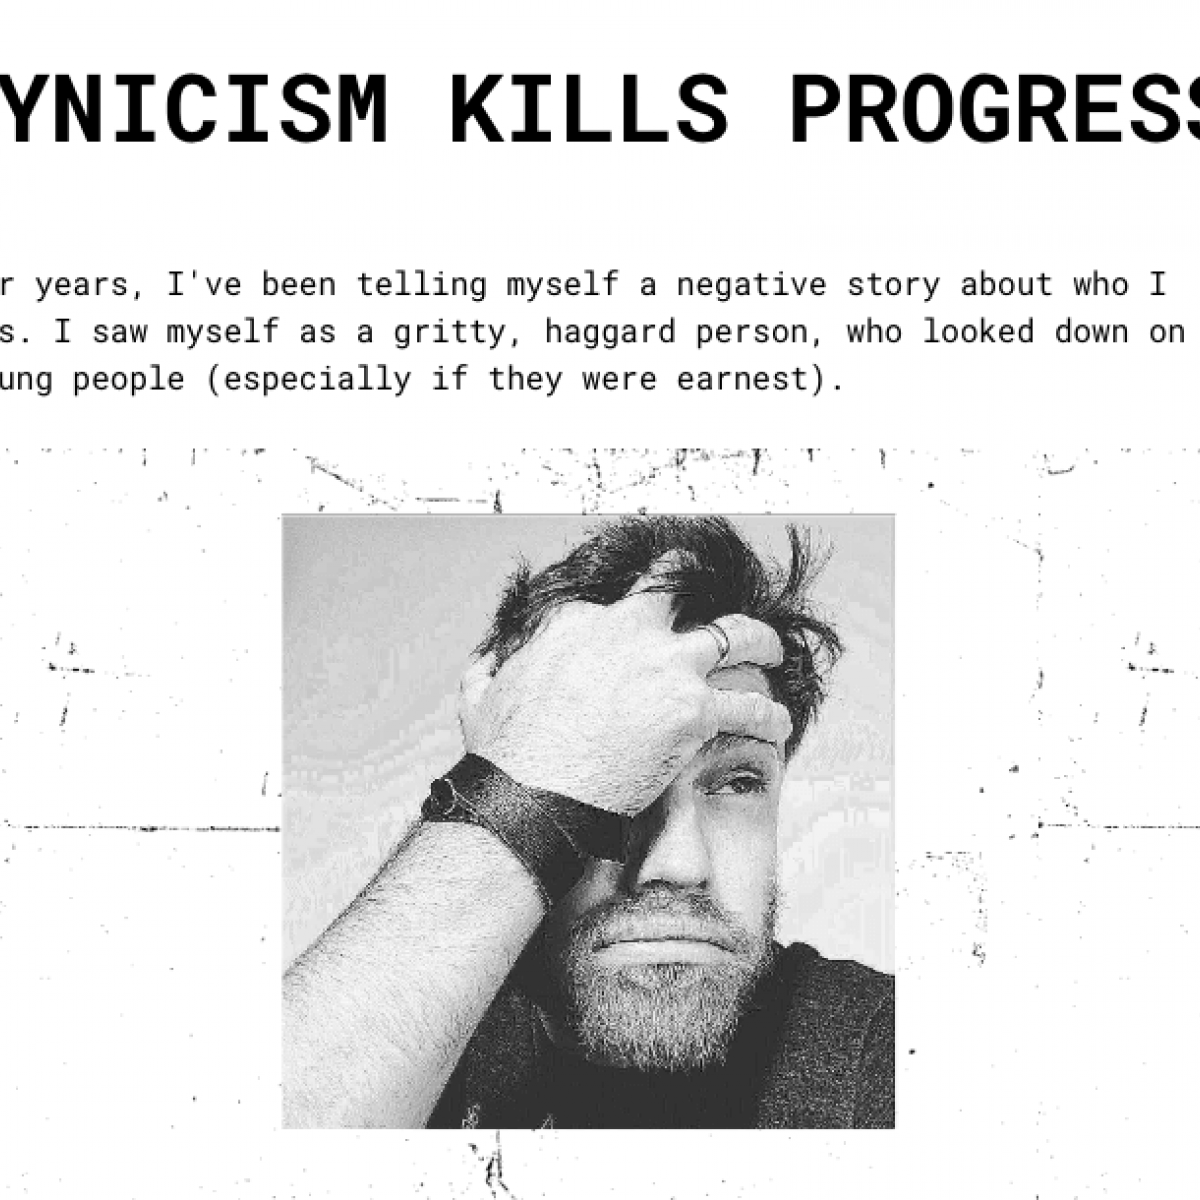 YNICISM KILLS PROGRESS
r years, I've been telling myself a negative story about who I
s. I saw myself as a gritty, haggard person, who looked down on
ung people (especially if they were earnest).